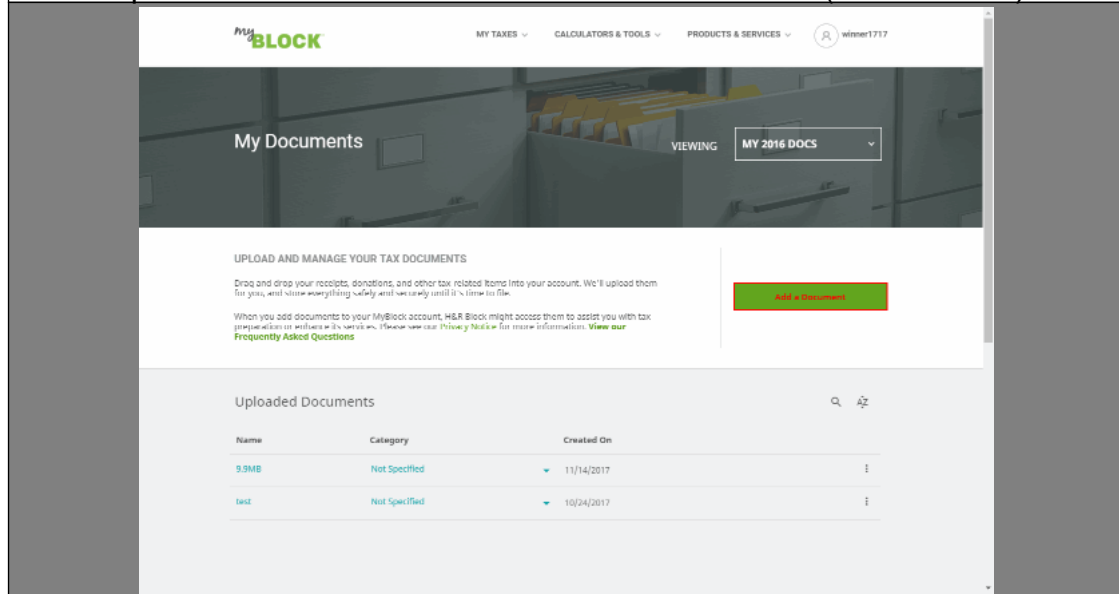 my BLOCK
MY TAXES CALCULATORS & TOOLS PRODUCTS & SERVICES winner1717
My Documents
VIEWING MY 2016 DOCS
UPLOAD AND MANAGE YOUR TAX DOCUMENTS
Drag and drop your receipts, donations, and other tax-related items into your account. We'll upload them
for you, and store everything safely and securely until it's time to file.
Add a Document
When you add documents to your MyBlock account, H&R Block might access them to assist you with tax
preparation or enhance its services. Please see our Privacy Notice for more information. View our
Frequently Asked Questions
Uploaded Documents AZ
Name Category Created On
9.9MB Not Specified 11/14/2017
test Not Specified 10/24/2017